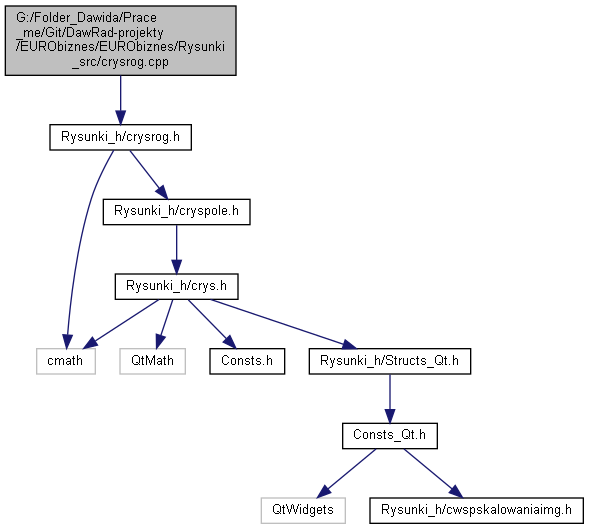 G:/Folder_Dawida/Prace
_me/Git/DawRad-projekty
/EURObiznes/EURObiznes/Rysunki
_src/crysrog.cpp
Rysunki_h/crysrog.h
Rysunki_h/cryspole.h
Rysunki_h/crys.h
cmath
QtMath
Consts.h
Rysunki_h/Structs_Qt.h
Consts_Qt.h
QtWidgets
Rysunki_h/cwspskalowaniaimg.h